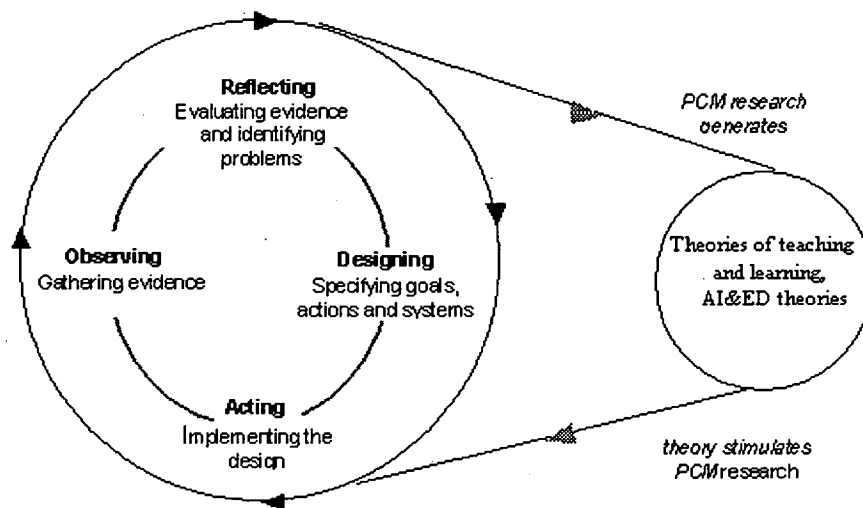 Reflecting
Evaluating evidence
and identifying
problems
Observing
Gathering evidence
Designing
Specifying goals,
actions and systems
Acting
Implementing the
design
PCM research
generates
Theories of teaching
and learning,
AI&ED theories
theory stimulates
PCM research